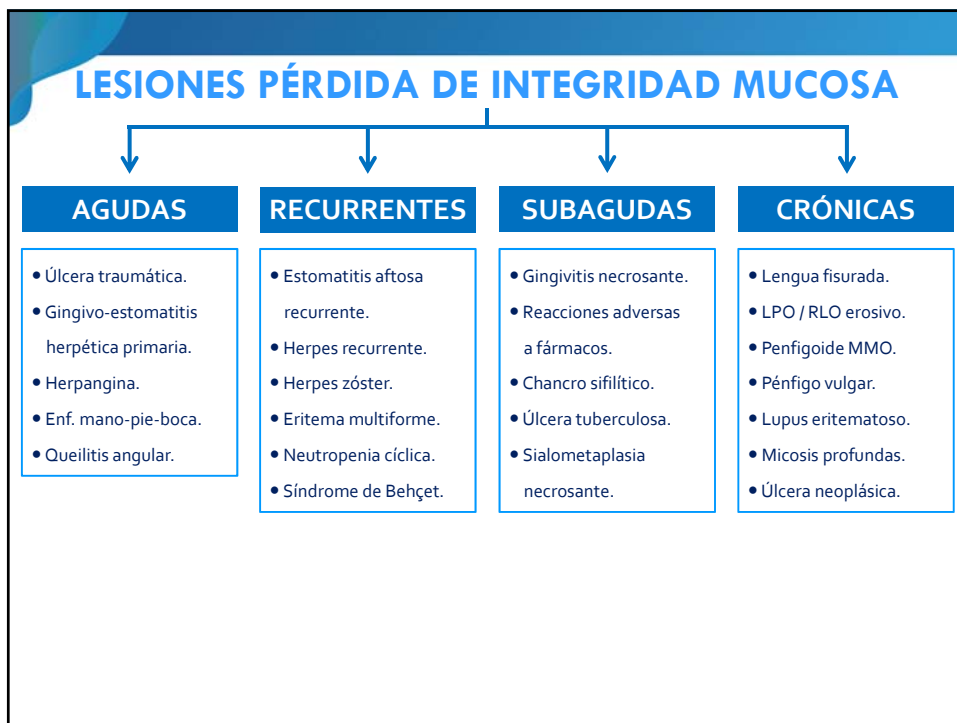 LESIONES PÉRDIDA DE INTEGRIDAD MUCOSA
AGUDAS
• Úlcera traumática.
• Gingivo-estomatitis
herpética primaria.
• Herpangina.
• Enf. mano-pie-boca.
• Queilitis angular.
RECURRENTES
• Estomatitis aftosa
recurrente.
• Herpes recurrente.
• Herpes zóster.
• Eritema multiforme.
• Neutropenia cíclica.
• Síndrome de Behçet.
SUBAGUDAS
• Gingivitis necrosante.
• Reacciones adversas
a fármacos.
• Chancro sifilítico.
• Úlcera tuberculosa.
• Sialometaplasia
necrosante.
CRÓNICAS
• Lengua fisurada.
• LPO / RLO erosivo.
• Penfigoide MMO.
• Pénfigo vulgar.
• Lupus eritematoso.
• Micosis profundas.
• Úlcera neoplásica.